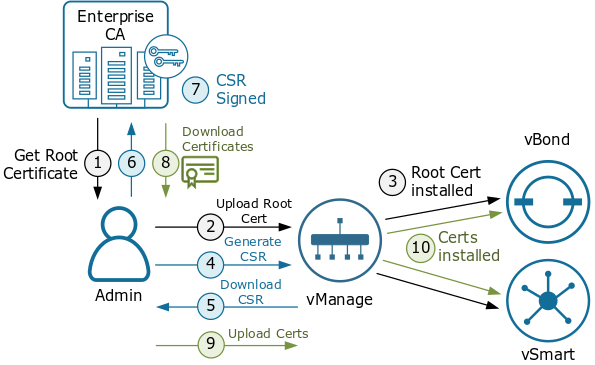 Enterprise
CA
7
CSR
Signed
Get Root
Certificate
1
6
8
Download
Certificates
vBond
3
Root Cert
installed
2
Upload Root
Cert
10
Certs
installed
4
Generate
CSR
Admin
5
Download
CSR
vManage
9
Upload Certs
vSmart